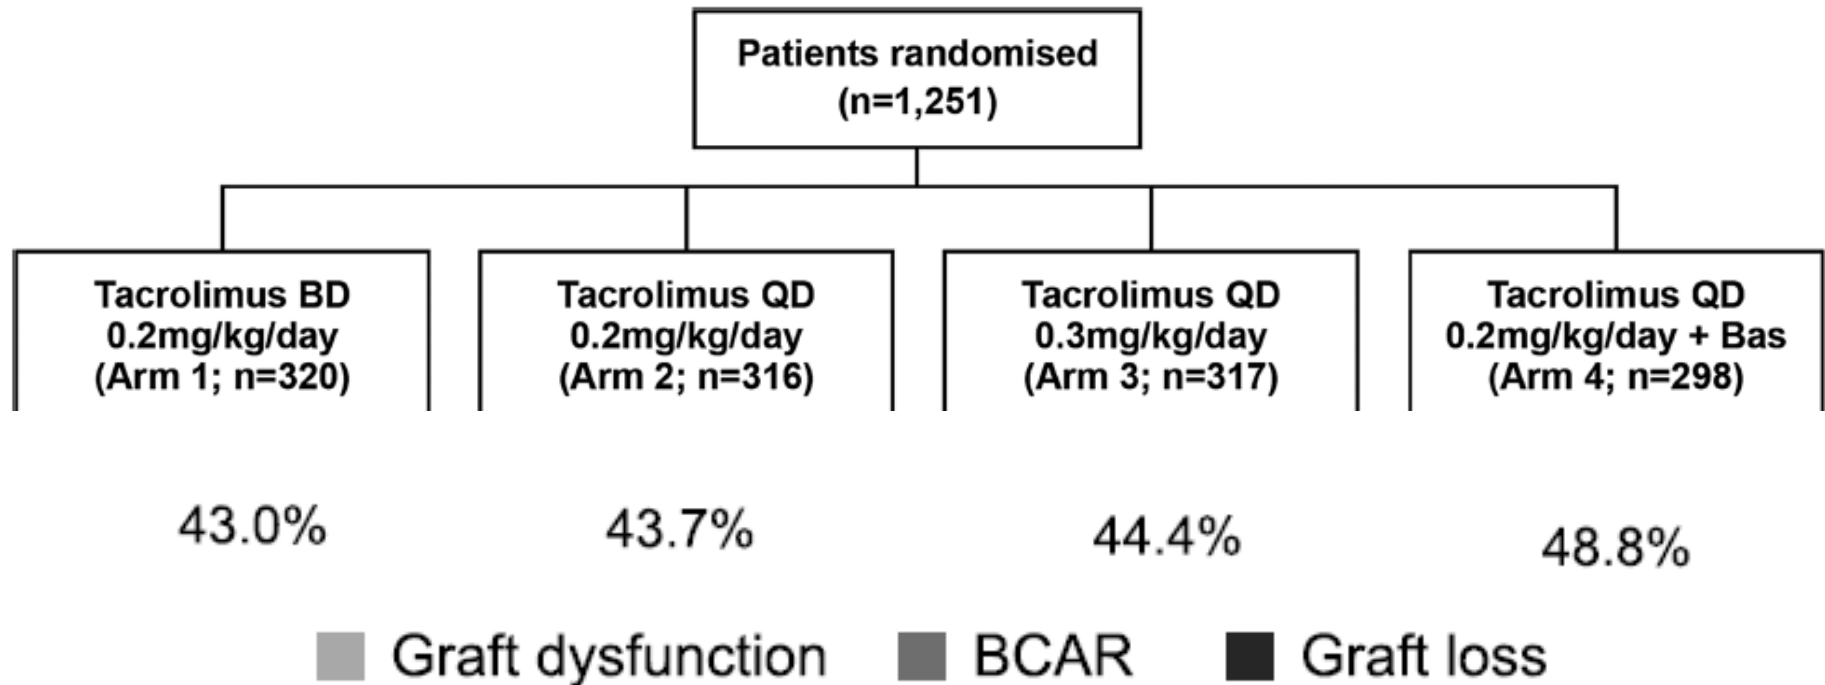 Patients randomised
(n=1,251)
Tacrolimus BD
0.2mg/kg/day
(Arm 1; n=320)
Tacrolimus QD
0.2mg/kg/day
(Arm 2; n=316)
Tacrolimus QD
0.3mg/kg/day
(Arm 3; n=317)
Tacrolimus QD
0.2mg/kg/day + Bas
(Arm 4; n=298)
43.0%
43.7%
44.4%
48.8%
Graft dysfunction
BCAR
Graft loss